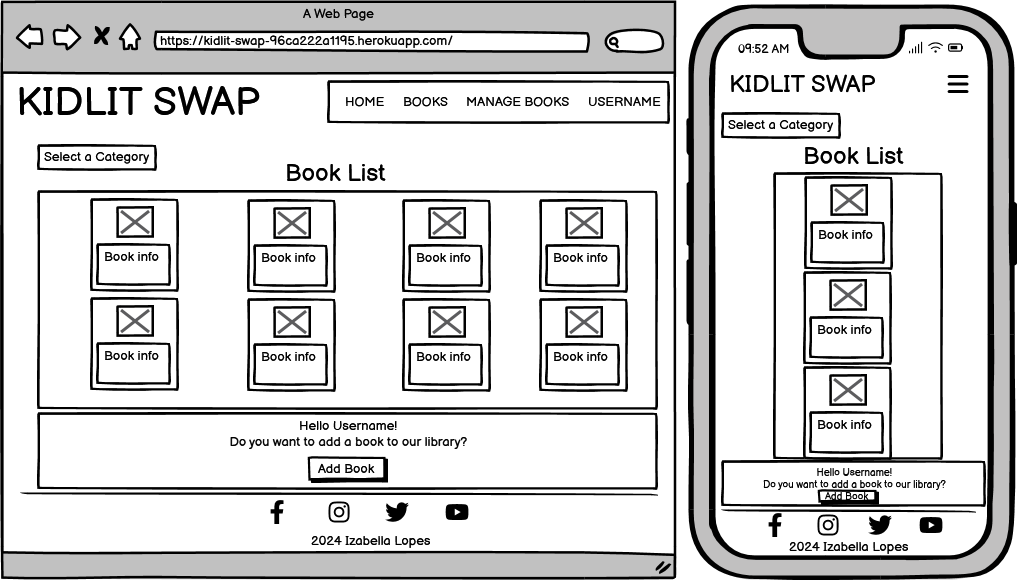 A Web Page
https://kidlit-swap-96ca222a1195.herokuapp.com/
KIDLIT SWAP
HOME BOOKS MANAGE BOOKS USERNAME
Select a Category
Book List
Book info Book info Book info Book info
Book info Book info Book info Book info
Hello Username!
Do you want to add a book to our library?
Add Book
2024 Izabella Lopes
09:52 AM
KIDLIT SWAP
Select a Category
Book List
Book info
Book info
Book info
Hello Username!
Do you want to add a book to our library?
Add Book
2024 Izabella Lopes